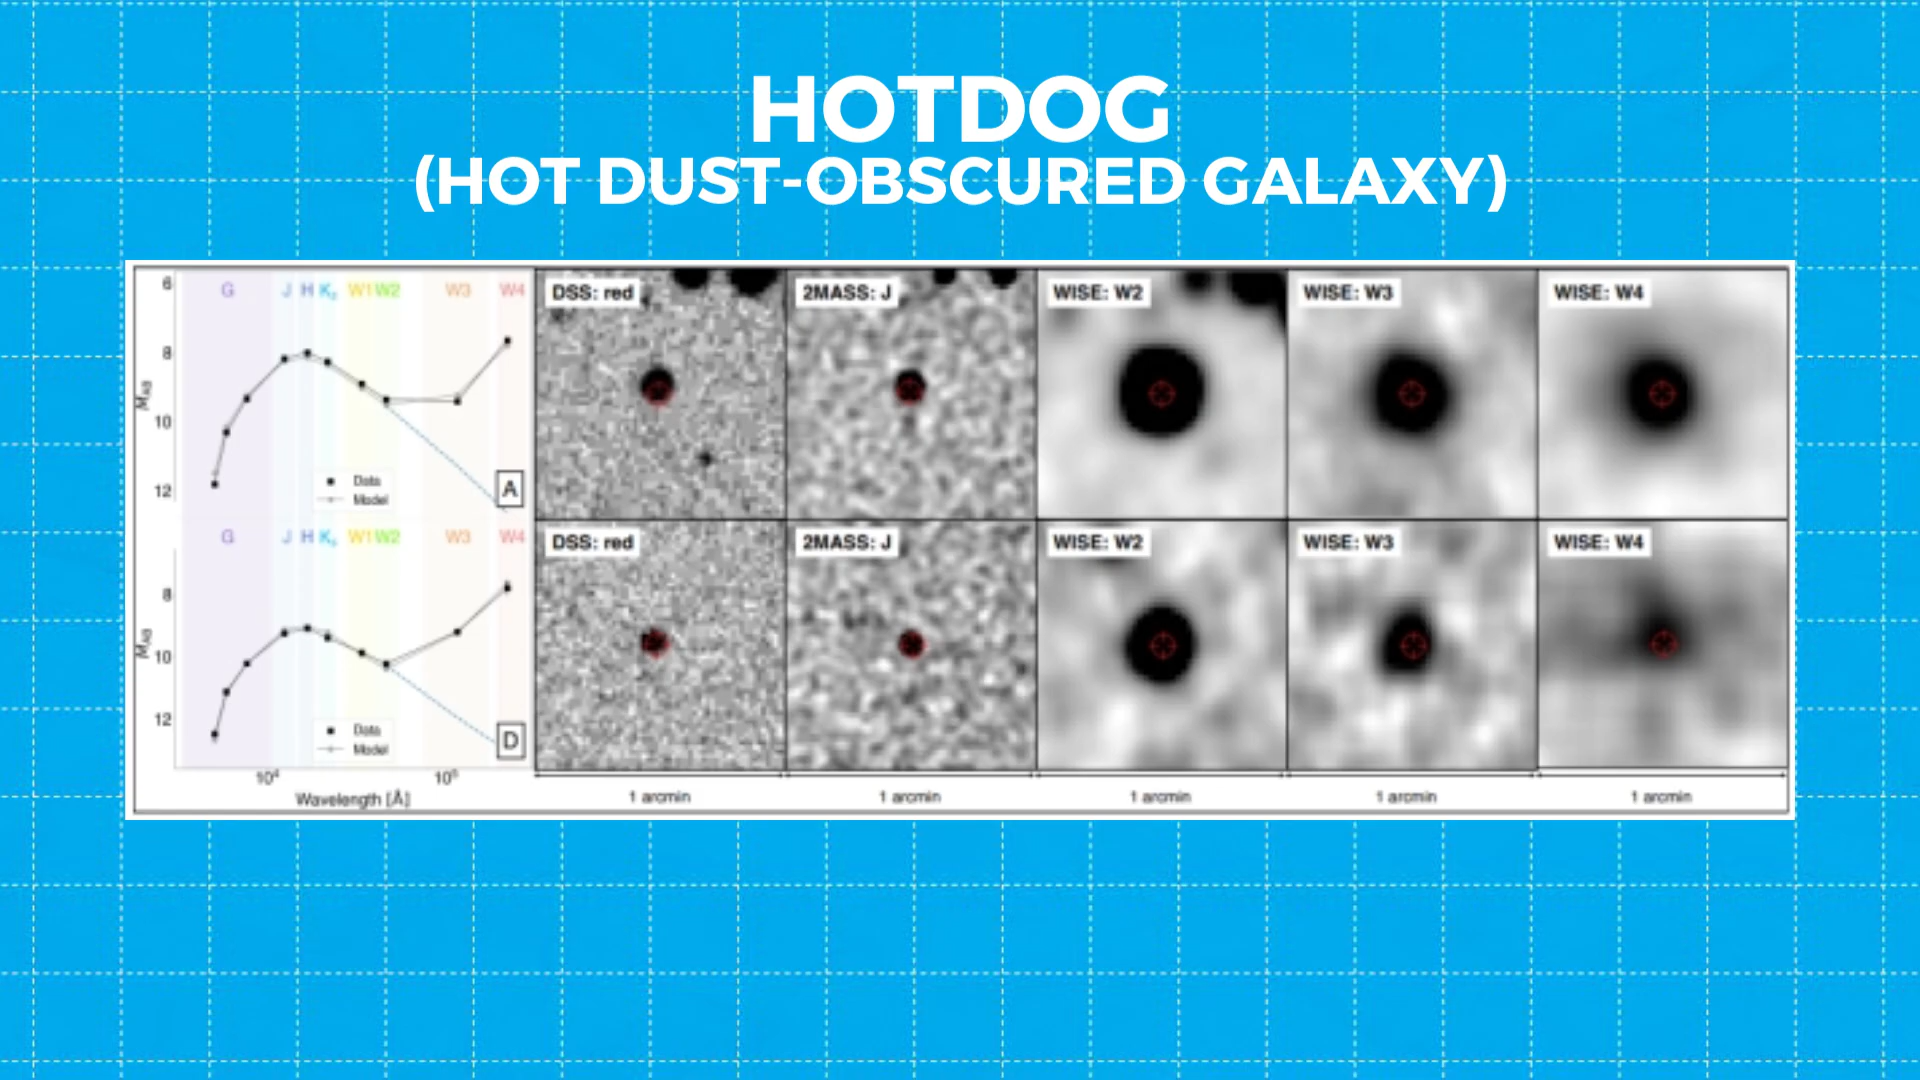 HOTDOG
(HOT DUST-OBSCURED GALAXY)
G J H Ks W1 W2 W3 W4
6
8
10
12
MAB
Data
Model
A
DSS: red
2MASS: J
WISE: W2
WISE: W3
WISE: W4
G J H Ks W1 W2 W3 W4
8
10
12
MAB
Data
Model
D
DSS: red
2MASS: J
WISE: W2
WISE: W3
WISE: W4
10⁴ 10⁵
Wavelength [Å]
1 arcmin
1 arcmin
1 arcmin
1 arcmin
1 arcmin